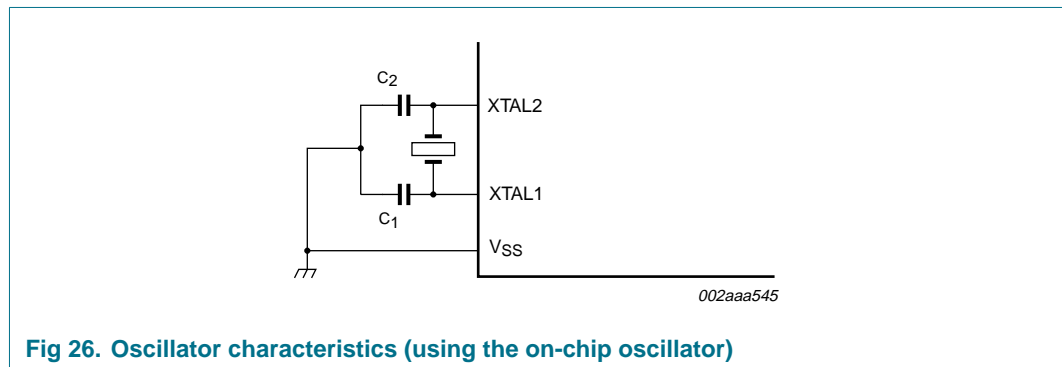 C2
XTAL2
XTAL1
C1
VSS
002aaa545
Fig 26. Oscillator characteristics (using the on-chip oscillator)